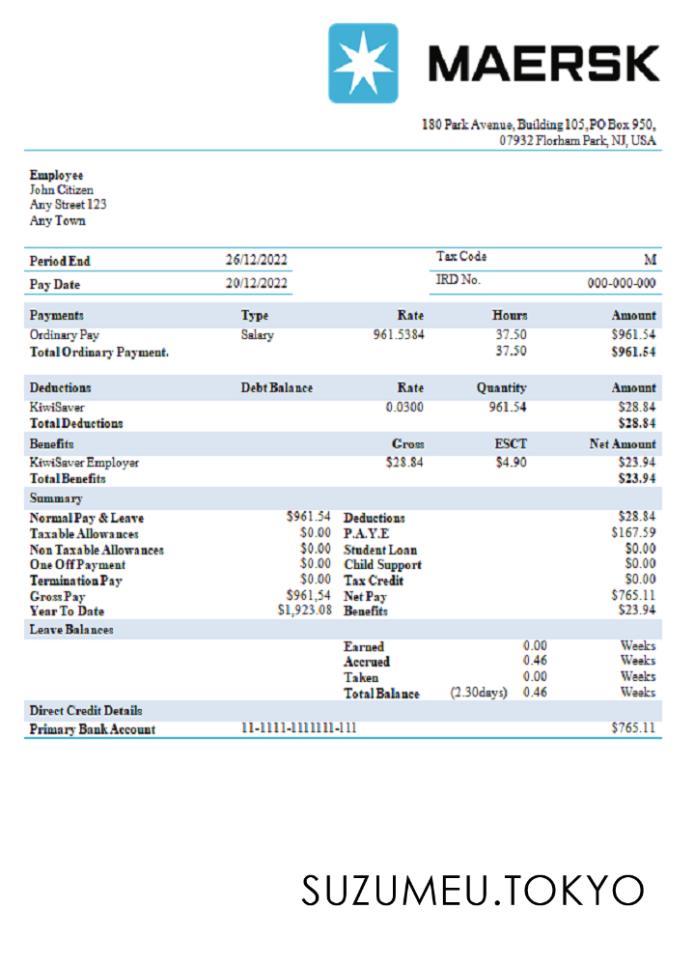 MAERSK
180 Park Avenue, Building 105, PO Box 950,
07932 Florham Park, NJ, USA
Employee
John Citizen
Any Street 123
Any Town
Period End 26/12/2022 Tax Code M
Pay Date 20/12/2022 IRD No. 000-000-000
Payments Type Rate Hours Amount
Ordinary Pay Salary 961.5384 37.50 $961.54
Total Ordinary Payment. 37.50 $961.54
Deductions Debt Balance Rate Quantity Amount
KiwiSaver 0.0300 961.54 $28.84
Total Deductions $28.84
Benefits Gross ESCT Net Amount
KiwiSaver Employer $28.84 $4.90 $23.94
Total Benefits $23.94
Summary
Normal Pay & Leave $961.54 Deductions $28.84
Taxable Allowances $0.00 P.A.Y.E $167.59
Non Taxable Allowances $0.00 Student Loan $0.00
One Off Payment $0.00 Child Support $0.00
Termination Pay $0.00 Tax Credit $0.00
Gross Pay $961,54 Net Pay $765.11
Year To Date $1,923.08 Benefits $23.94
Leave Balances
Earned 0.00 Weeks
Accrued 0.46 Weeks
Taken 0.00 Weeks
Total Balance (2.30days) 0.46 Weeks
Direct Credit Details
Primary Bank Account 11-1111-1111111-111 $765.11
SUZUMEU.TOKYO